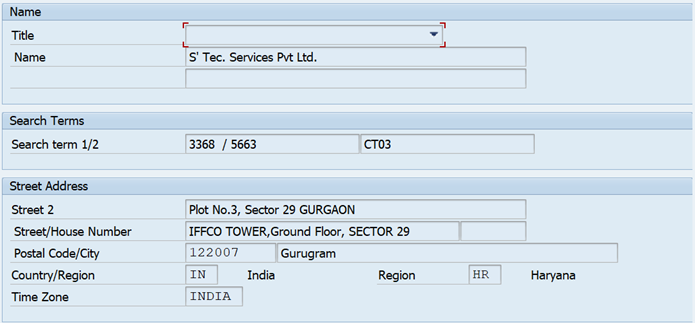 Name
Title
Name S' Tec. Services Pvt Ltd.
Search Terms
Search term 1/2 3368 / 5663 CT03
Street Address
Street 2 Plot No.3, Sector 29 GURGAON
Street/House Number IFFCO TOWER,Ground Floor, SECTOR 29
Postal Code/City 122007 Gurugram
Country/Region IN India Region HR Haryana
Time Zone INDIA